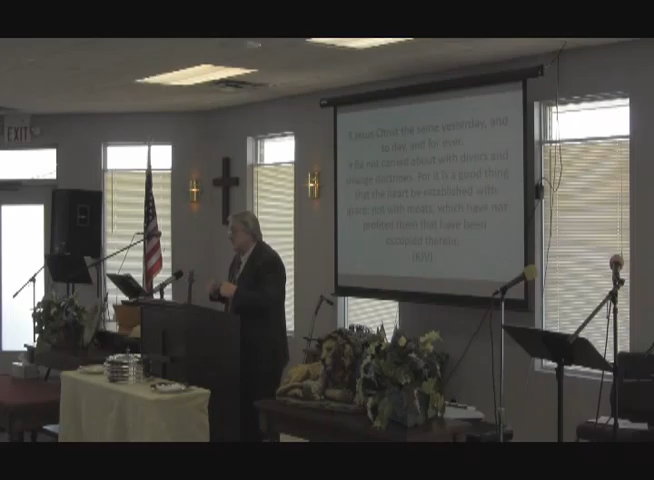 EXIT
8 Jesus Christ the same yesterday, and
to day, and for ever.
9 Be not carried about with divers and
strange doctrines. For it is a good thing
that the heart be established with
grace; not with meats, which have not
profited them that have been
occupied therein.
(KJV)